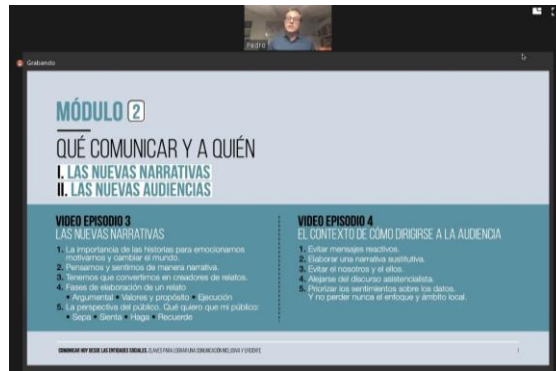 Pedro
Grabando
MÓDULO 2
QUÉ COMUNICAR Y A QUIÉN
I. LAS NUEVAS NARRATIVAS
II. LAS NUEVAS AUDIENCIAS
VIDEO EPISODIO 3
LAS NUEVAS NARRATIVAS
1. La importancia de las historias para emocionarnos
motivarnos y cambiar el mundo.
2. Pensamos y sentimos de manera narrativa.
3. Tenemos que convertirnos en creadores de relatos.
4. Fases de elaboración de un relato
• Argumental • Valores y propósito • Ejecución
5. La perspectiva del público. Qué quiero que mi público:
• Sepa • Sienta • Haga • Recuerde
VIDEO EPISODIO 4
EL CONTEXTO DE CÓMO DIRIGIRSE A LA AUDIENCIA
1. Evitar mensajes reactivos.
2. Elaborar una narrativa sustitutiva.
3. Evitar el nosotros y el ellos.
4. Alejarse del discurso asistencialista.
5. Priorizar los sentimientos sobre los datos.
Y no perder nunca el enfoque y ámbito local.
COMUNICAR HOY DESDE LAS ENTIDADES SOCIALES. CLAVES PARA LOGRAR UNA COMUNICACIÓN INCLUSIVA Y EFICIENTE